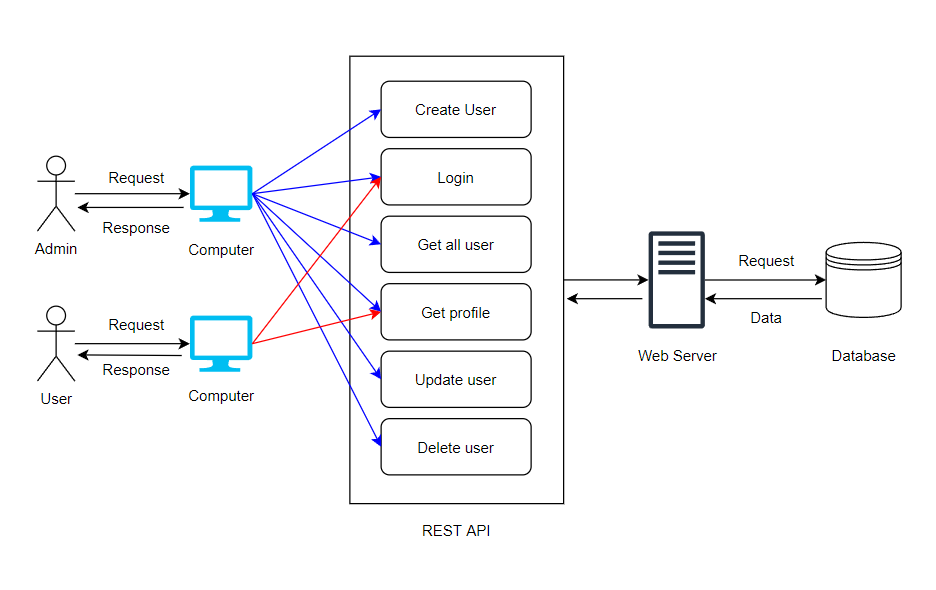 Request
Response
Admin
Computer
Request
Response
User
Computer
Create User
Login
Get all user
Get profile
Update user
Delete user
REST API
Web Server
Request
Data
Database